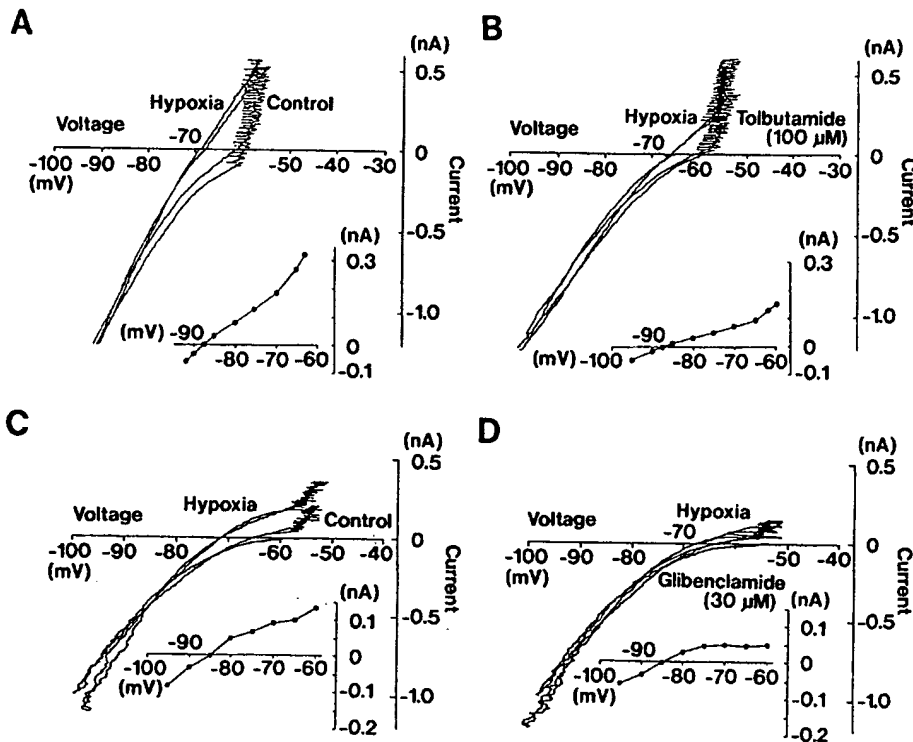 A
(nA)
0.5
Hypoxia
Control
Voltage
-70
0
-100 -90 -80 -50 -40 -30
(mV)
Current
-0.5
-1.0
(nA)
0.3
(mV) -90
0
-80 -70 -60
-0.1
B
(nA)
0.5
Hypoxia
Tolbutamide
(100 μM)
Voltage
-70
0
-100 -90 -80 -60 -50 -40 -30
(mV)
Current
-0.5
-1.0
(nA)
0.3
-90
0
(mV) -100 -80 -70 -60
-0.1
C
(nA)
0.5
Hypoxia
Voltage
Control
0
-100 -90 -80 -60 -50 -40
(mV)
Current
-0.5
-1.0
(nA)
0.1
-90
0
-100 -80 -70 -60
(mV)
-0.1
-0.2
D
(nA)
0.5
Hypoxia
Voltage
-70
0
-100 -90 -80 -50
(mV)
Current
Glibenclamide
(30 μM)
-0.5
-1.0
(nA)
0.1
-90
0
-100 -80 -70 -60
(mV)
-0.1
-0.2